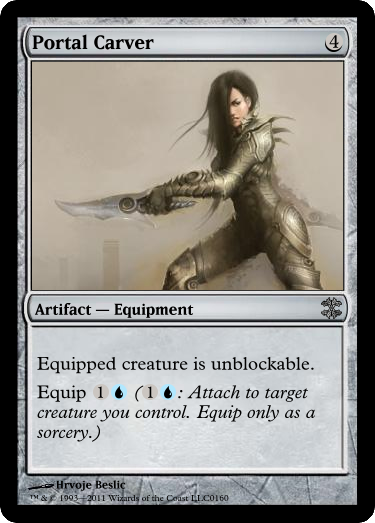 Portal Carver 4
Artifact — Equipment
Equipped creature is unblockable.
Equip 1 (1 : Attach to target
creature you control. Equip only as a
sorcery.)
Hrvoje Beslic
™ & © 1993–2011 Wizards of the Coast LLC 0160